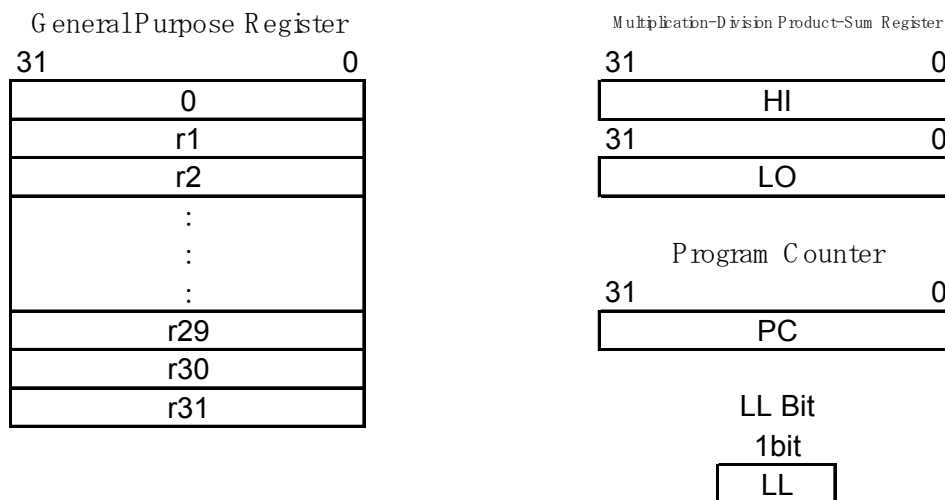 General Purpose Register
31 0
0
r1
r2
:
:
:
r29
r30
r31
Multiplication-Division Product-Sum Register
31 0
HI
31 0
LO
Program Counter
31 0
PC
LL Bit
1bit
LL